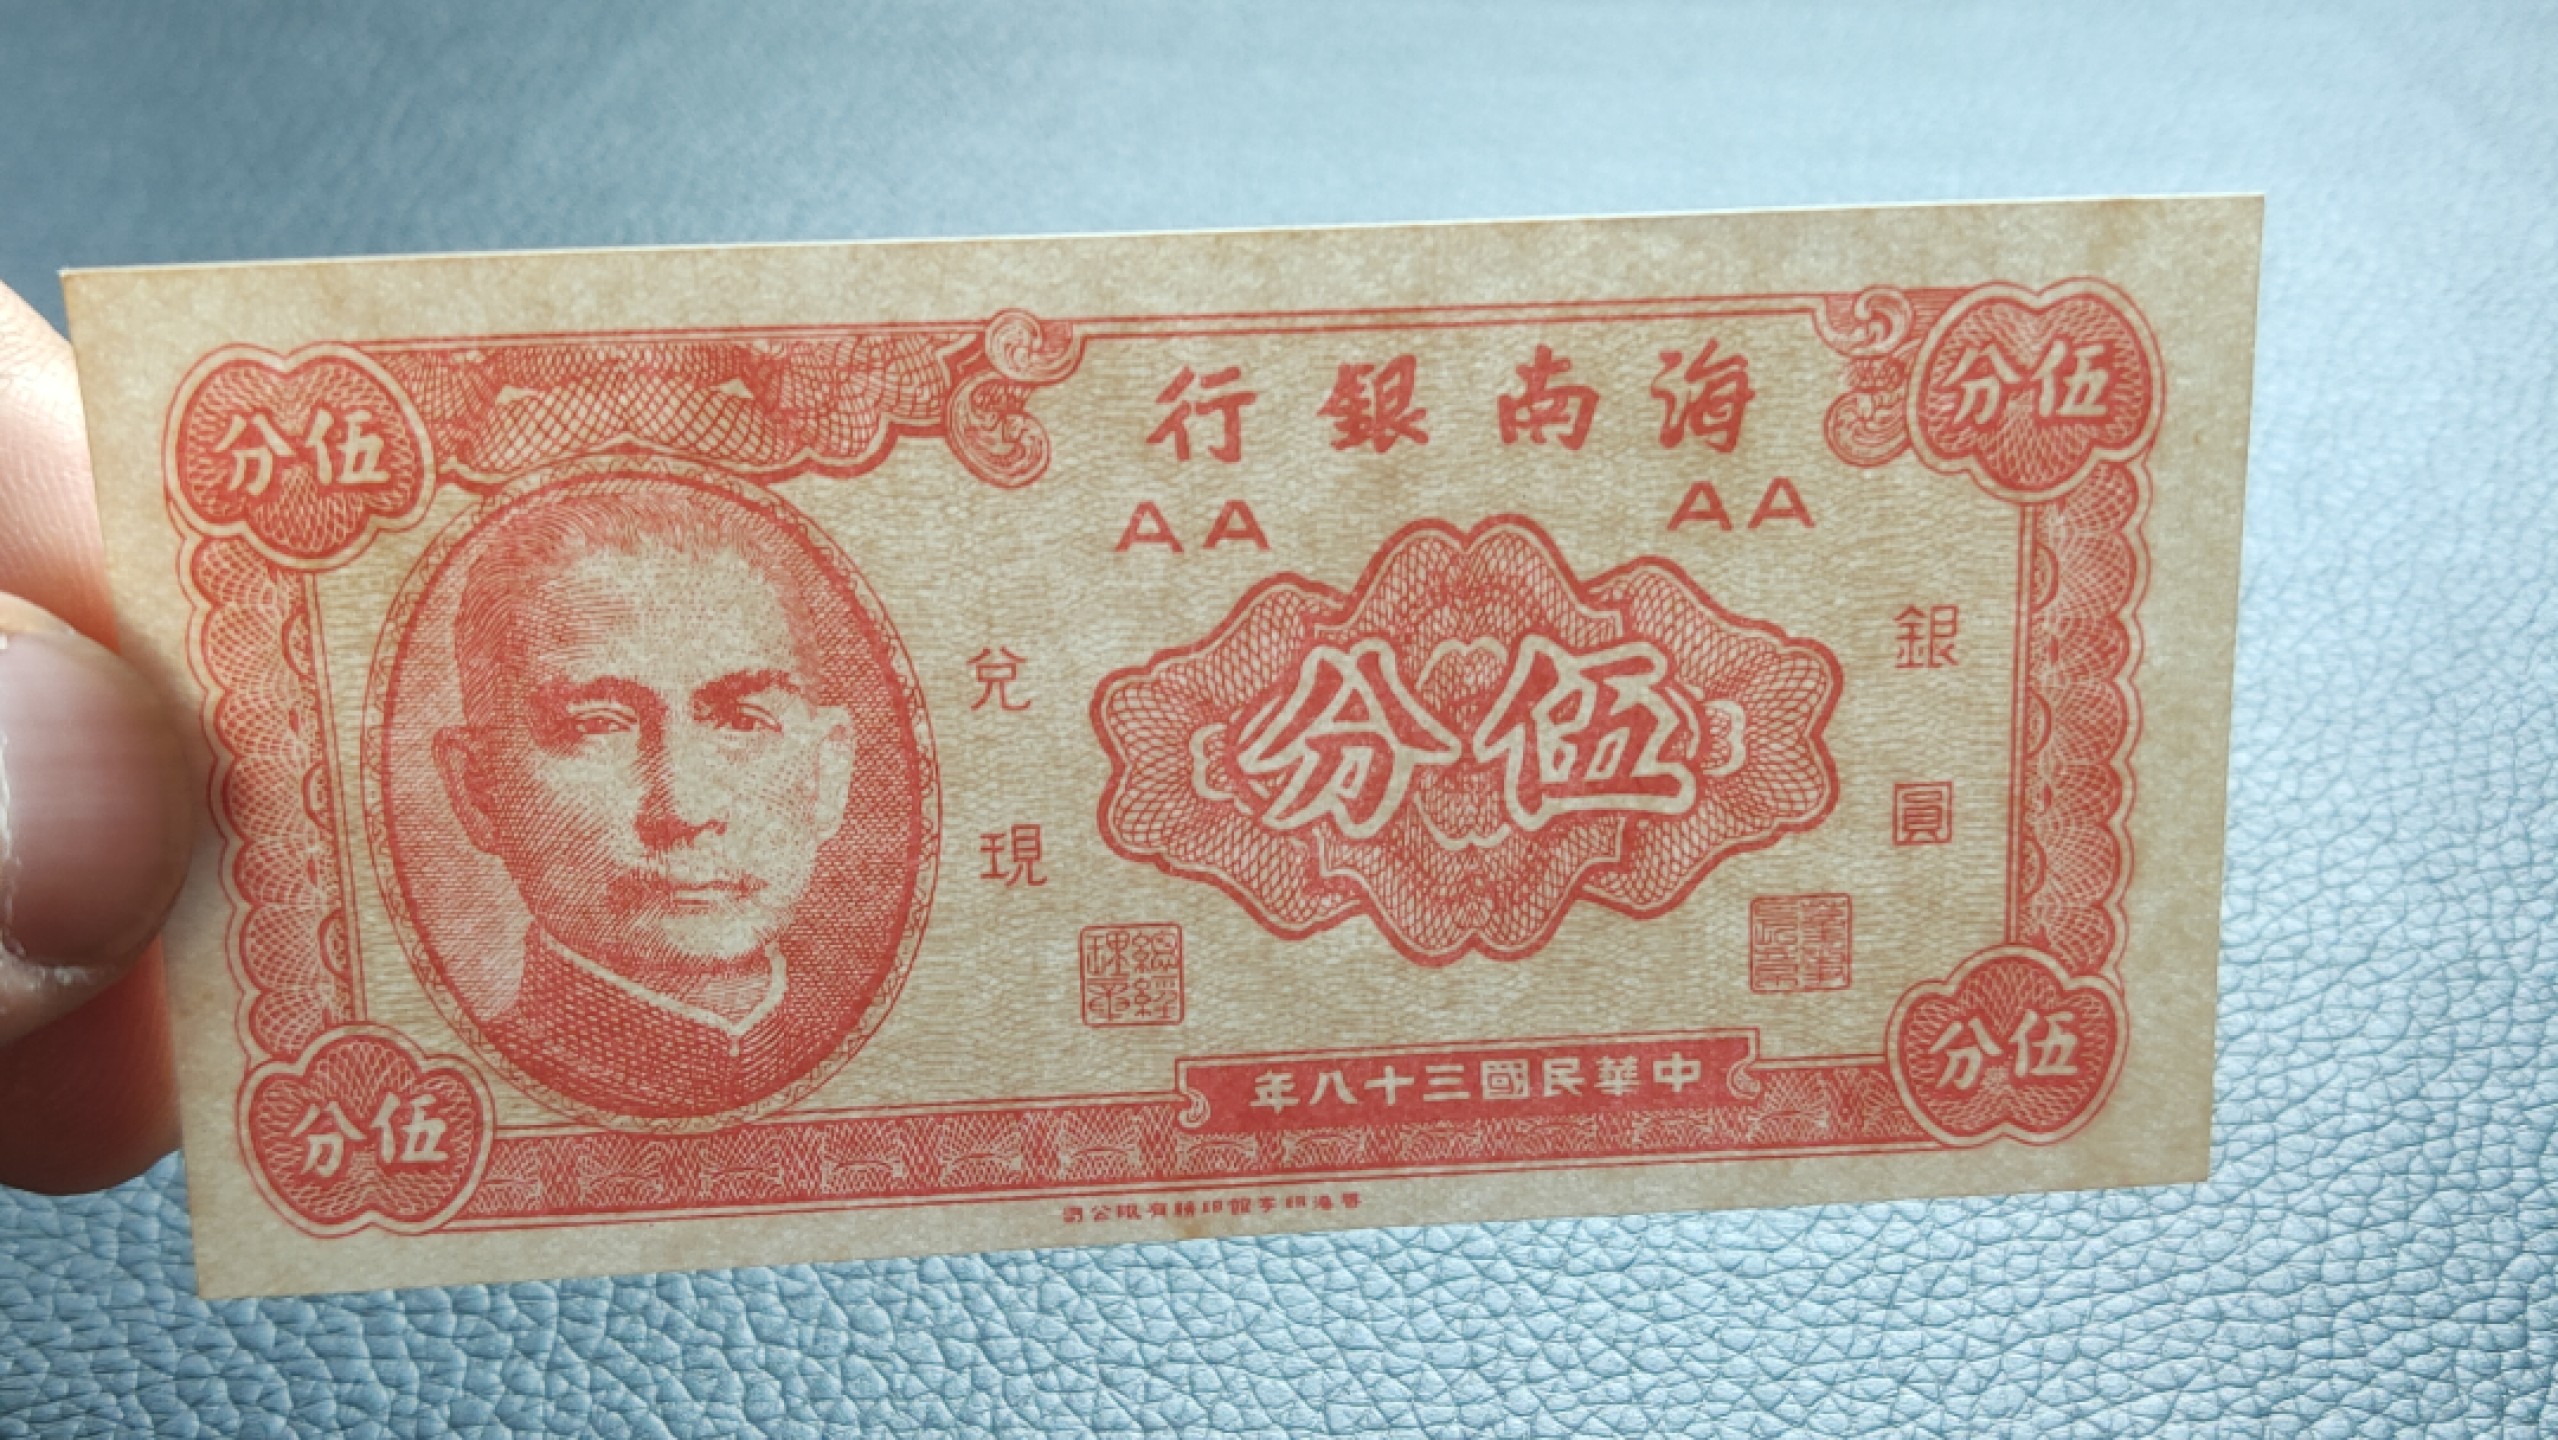 海南銀行
伍分
伍分
AA
AA
銀圓
伍分
兌現
中華民國三十八年
伍分
伍分